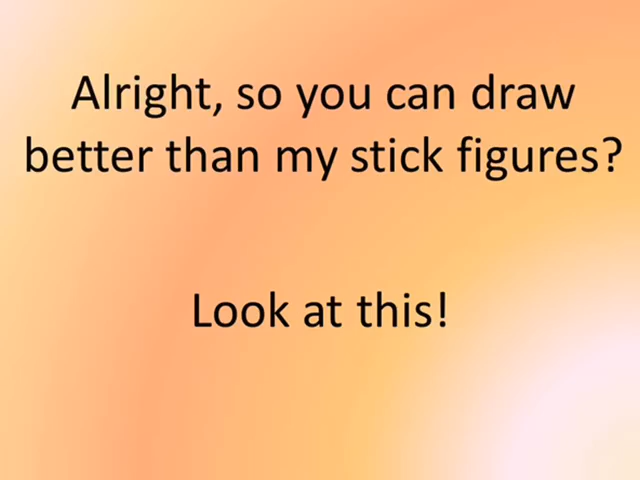 Alright, so you can draw
better than my stick figures?
Look at this!